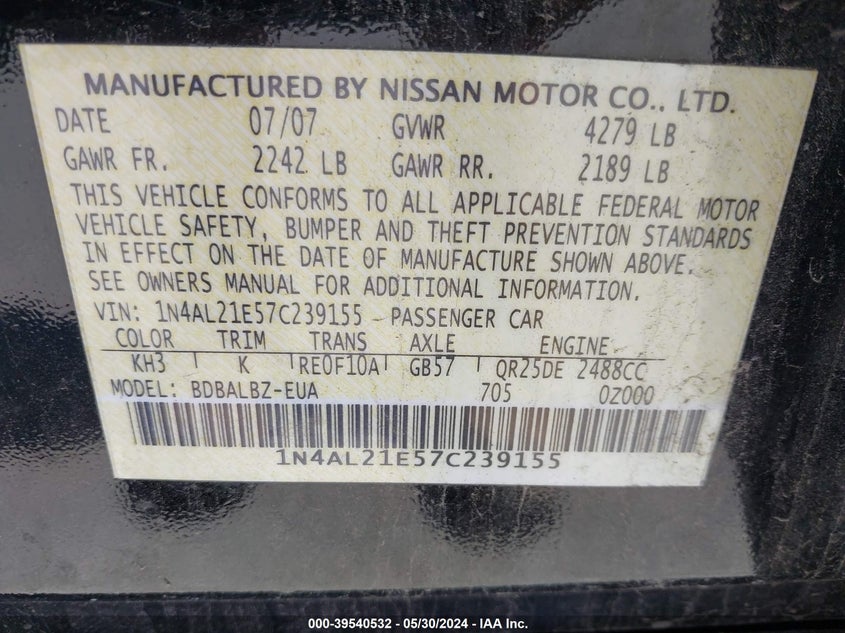 MANUFACTURED BY NISSAN MOTOR CO., LTD.
DATE 07/07 GVWR 4279 LB
GAWR FR. 2242 LB GAWR RR. 2189 LB
THIS VEHICLE CONFORMS TO ALL APPLICABLE FEDERAL MOTOR
VEHICLE SAFETY, BUMPER AND THEFT PREVENTION STANDARDS
IN EFFECT ON THE DATE OF MANUFACTURE SHOWN ABOVE.
SEE OWNERS MANUAL FOR ADDITIONAL INFORMATION.
VIN: 1N4AL21E57C239155 PASSENGER CAR
COLOR TRIM TRANS AXLE ENGINE
KH3 K RE0F10A GB57 QR25DE 2488CC
MODEL: BDBALBZ-EUA 705 0Z000
1N4AL21E57C239155
000-39540532 - 05/30/2024 - IAA Inc.